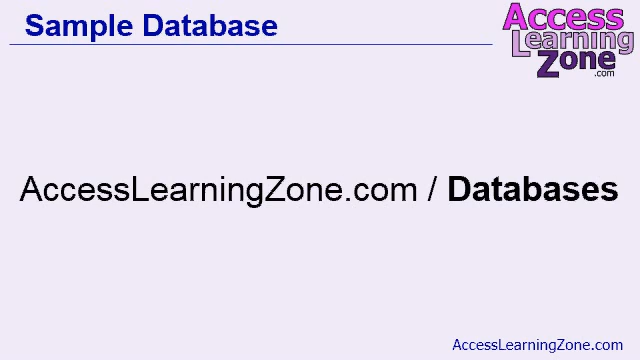 Sample Database
Access
Learning
Zone
.com
AccessLearningZone.com / Databases
AccessLearningZone.com